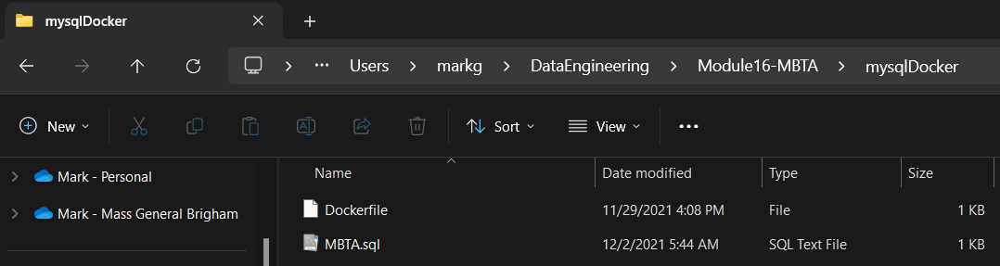 mysqlDocker
Users markg DataEngineering Module16-MBTA mysqlDocker
New Sort View
Mark - Personal
Mark - Mass General Brigham
Name Date modified Type Size
Dockerfile 11/29/2021 4:08 PM File 1 KB
MBTA.sql 12/2/2021 5:44 AM SQL Text File 1 KB